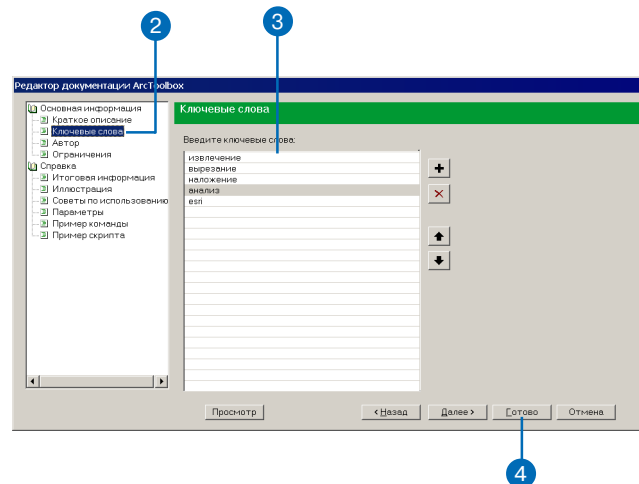 2
3
Редактор документации ArcToolbox
Основная информация
Краткое описание
Ключевые слова
Автор
Ограничения
Справка
Итоговая информация
Иллюстрация
Советы по использованию
Параметры
Пример команды
Пример скрипта
Ключевые слова
Введите ключевые слова:
извлечение
вырезание
наложение
анализ
esri
Просмотр
< Назад
Далее >
Готово
Отмена
4